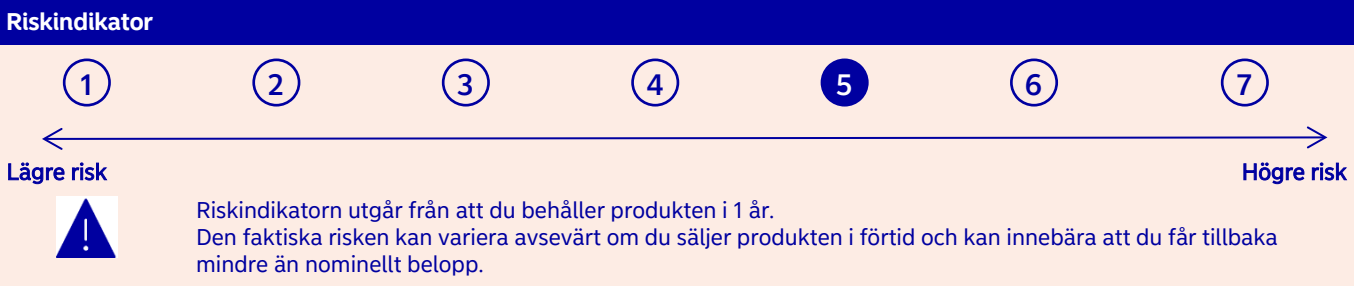 Riskindikator
1 2 3 4 5 6 7
Lägre risk Högre risk
Riskindikatorn utgår från att du behåller produkten i 1 år.
Den faktiska risken kan variera avsevärt om du säljer produkten i förtid och kan innebära att du får tillbaka
mindre än nominellt belopp.